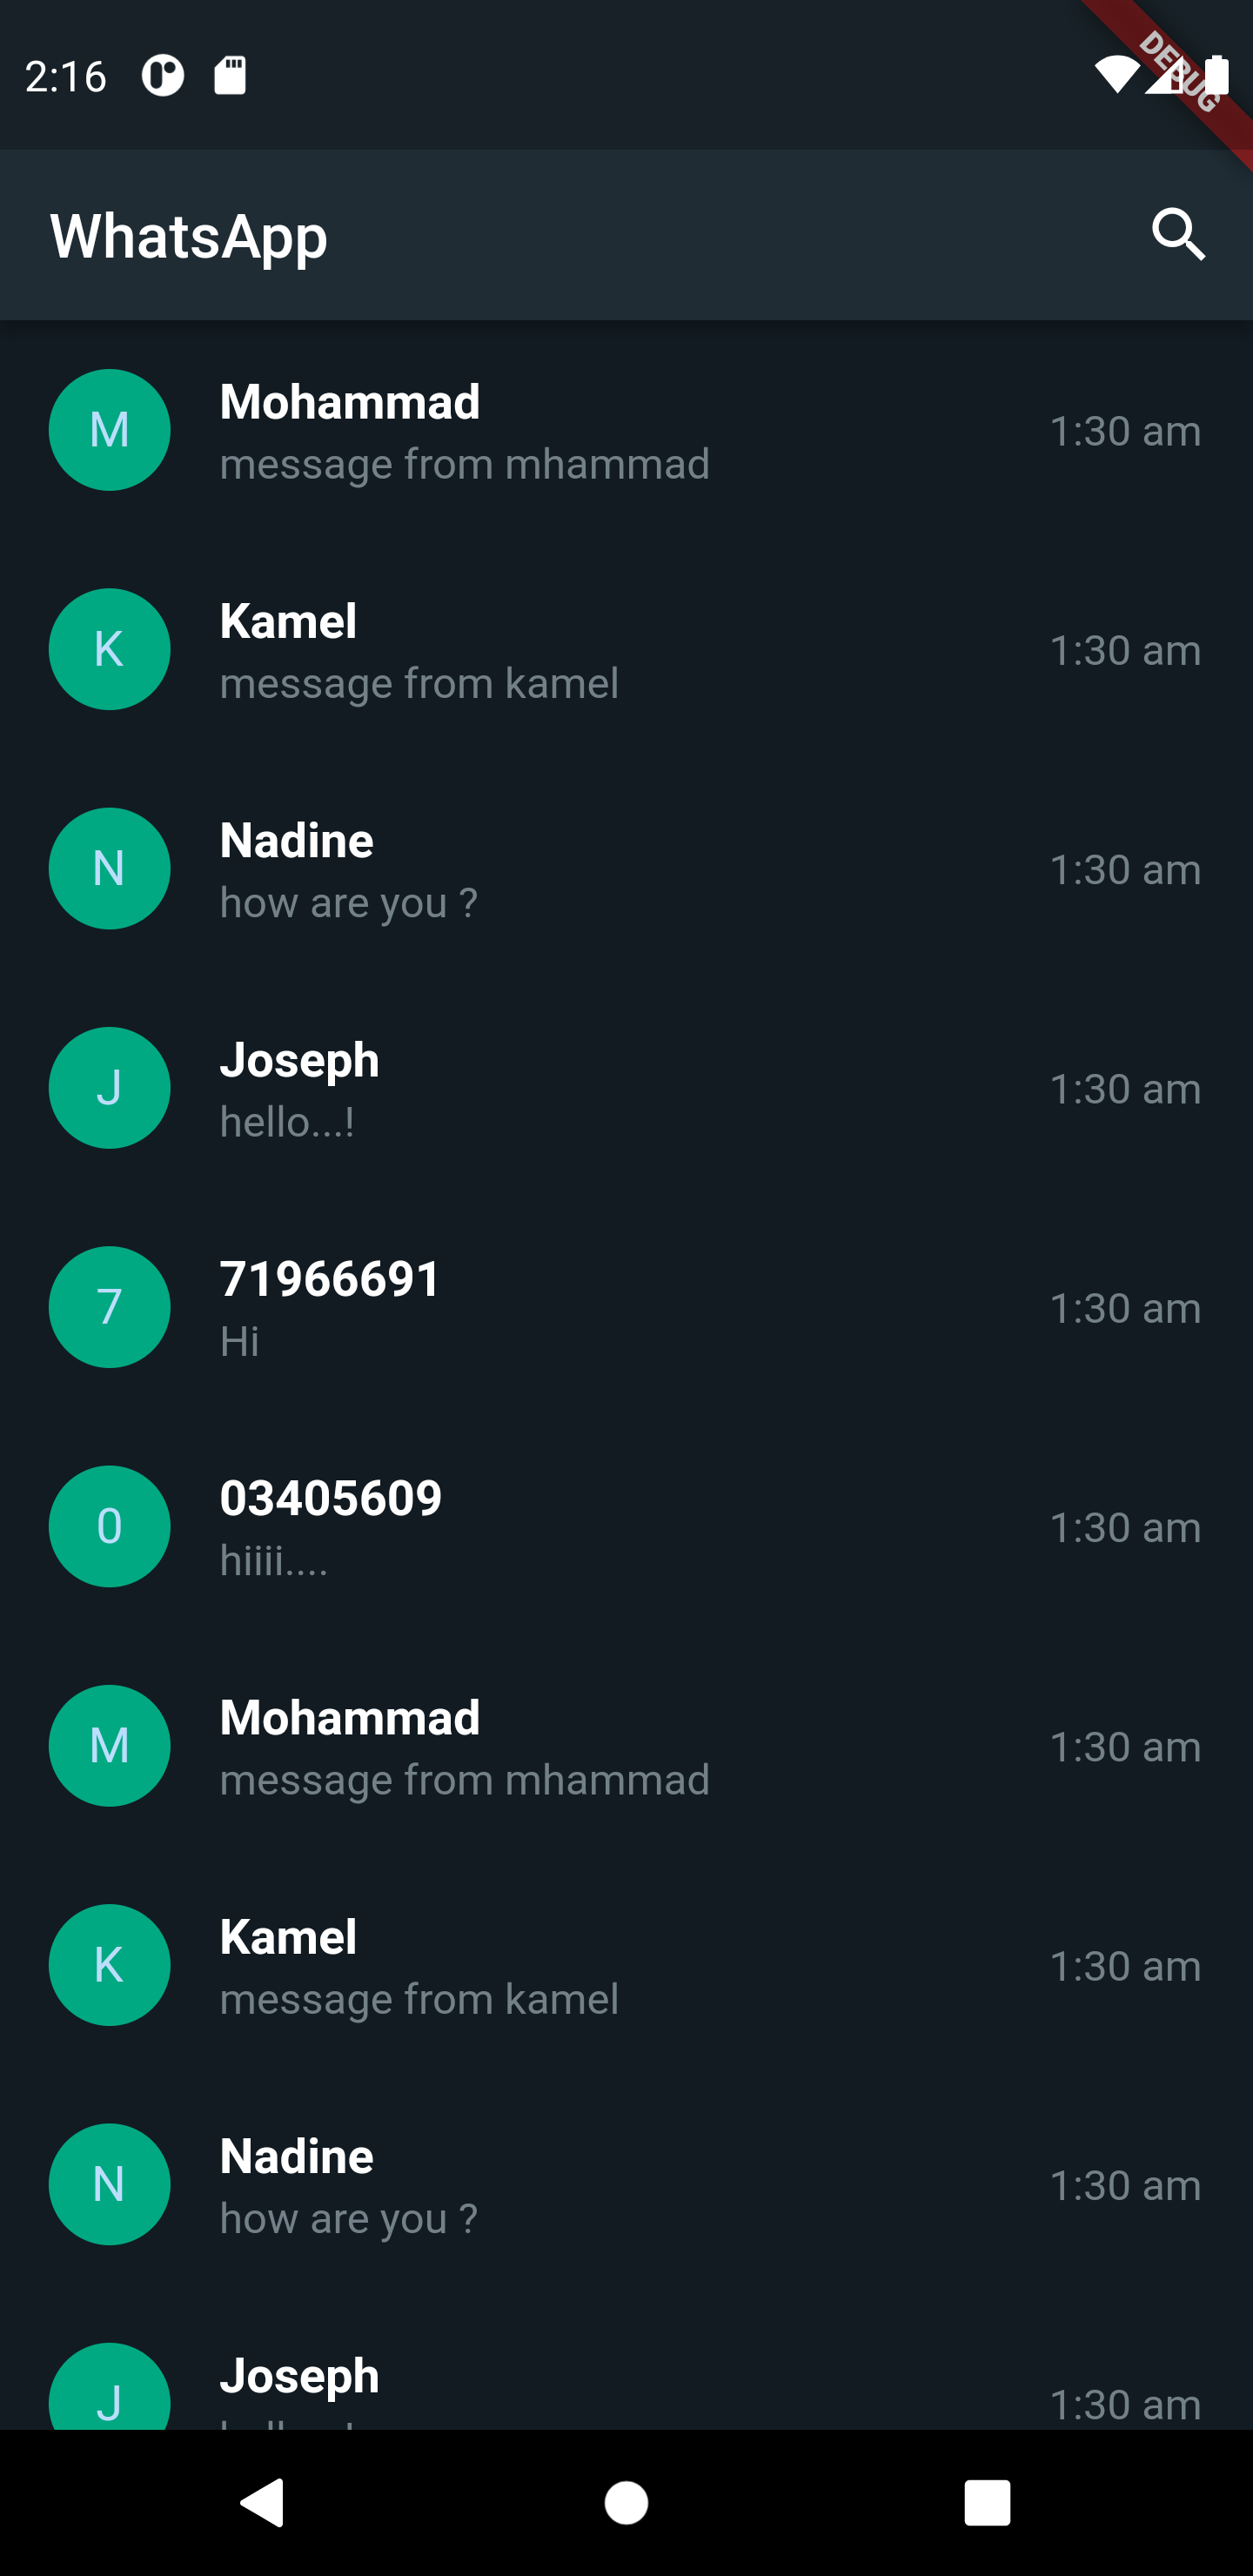 2:16
DEBUG
WhatsApp
M
Mohammad
message from mhammad
1:30 am
K
Kamel
message from kamel
1:30 am
N
Nadine
how are you ?
1:30 am
J
Joseph
hello...!
1:30 am
7
71966691
Hi
1:30 am
0
03405609
hiiii....
1:30 am
M
Mohammad
message from mhammad
1:30 am
K
Kamel
message from kamel
1:30 am
N
Nadine
how are you ?
1:30 am
J
Joseph
1:30 am